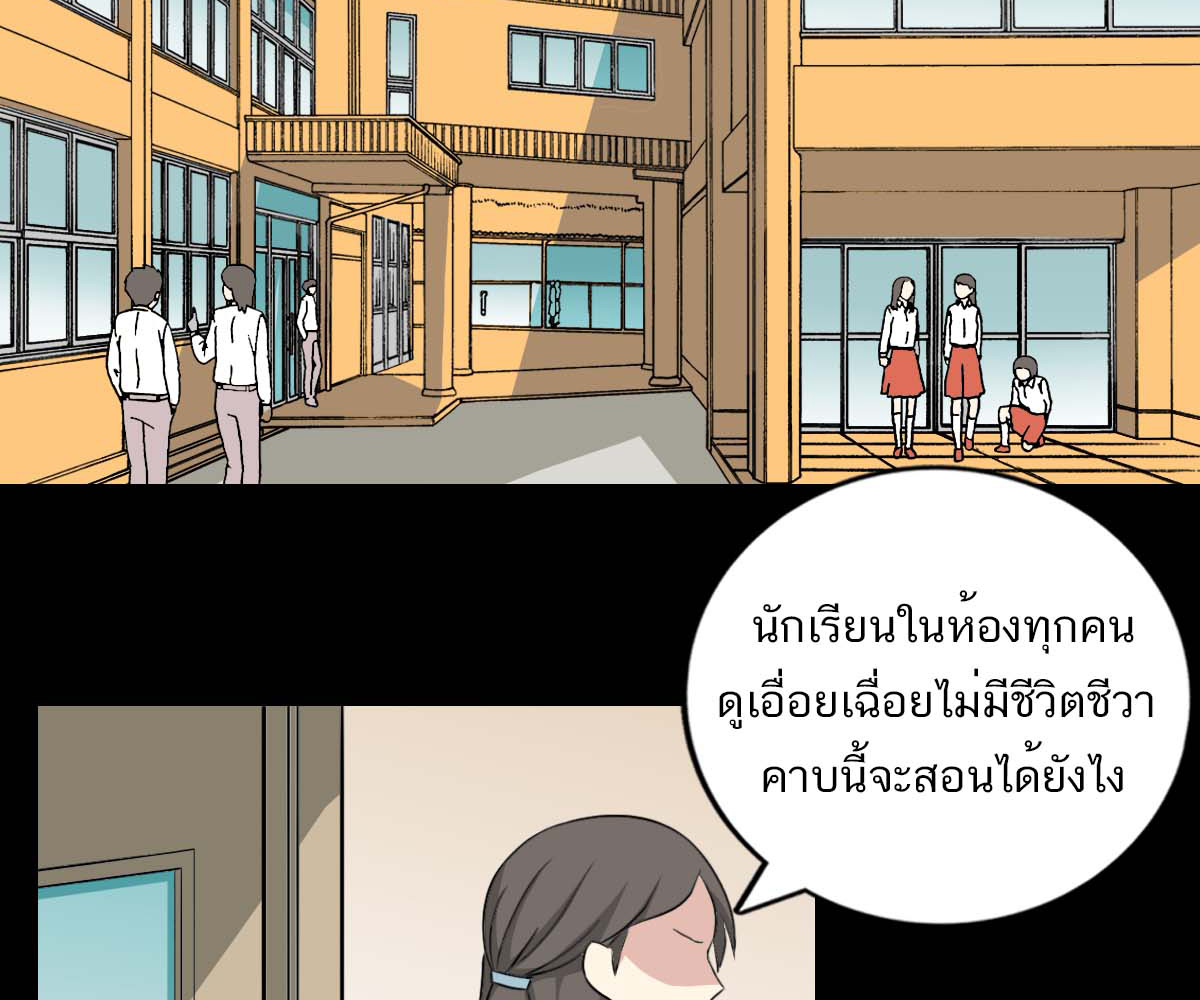 นักเรียนในห้องทุกคน
ดูเอื่อยเฉื่อยไม่มีชีวิตชีวา
คาบนี้จะสอนได้ยังไง